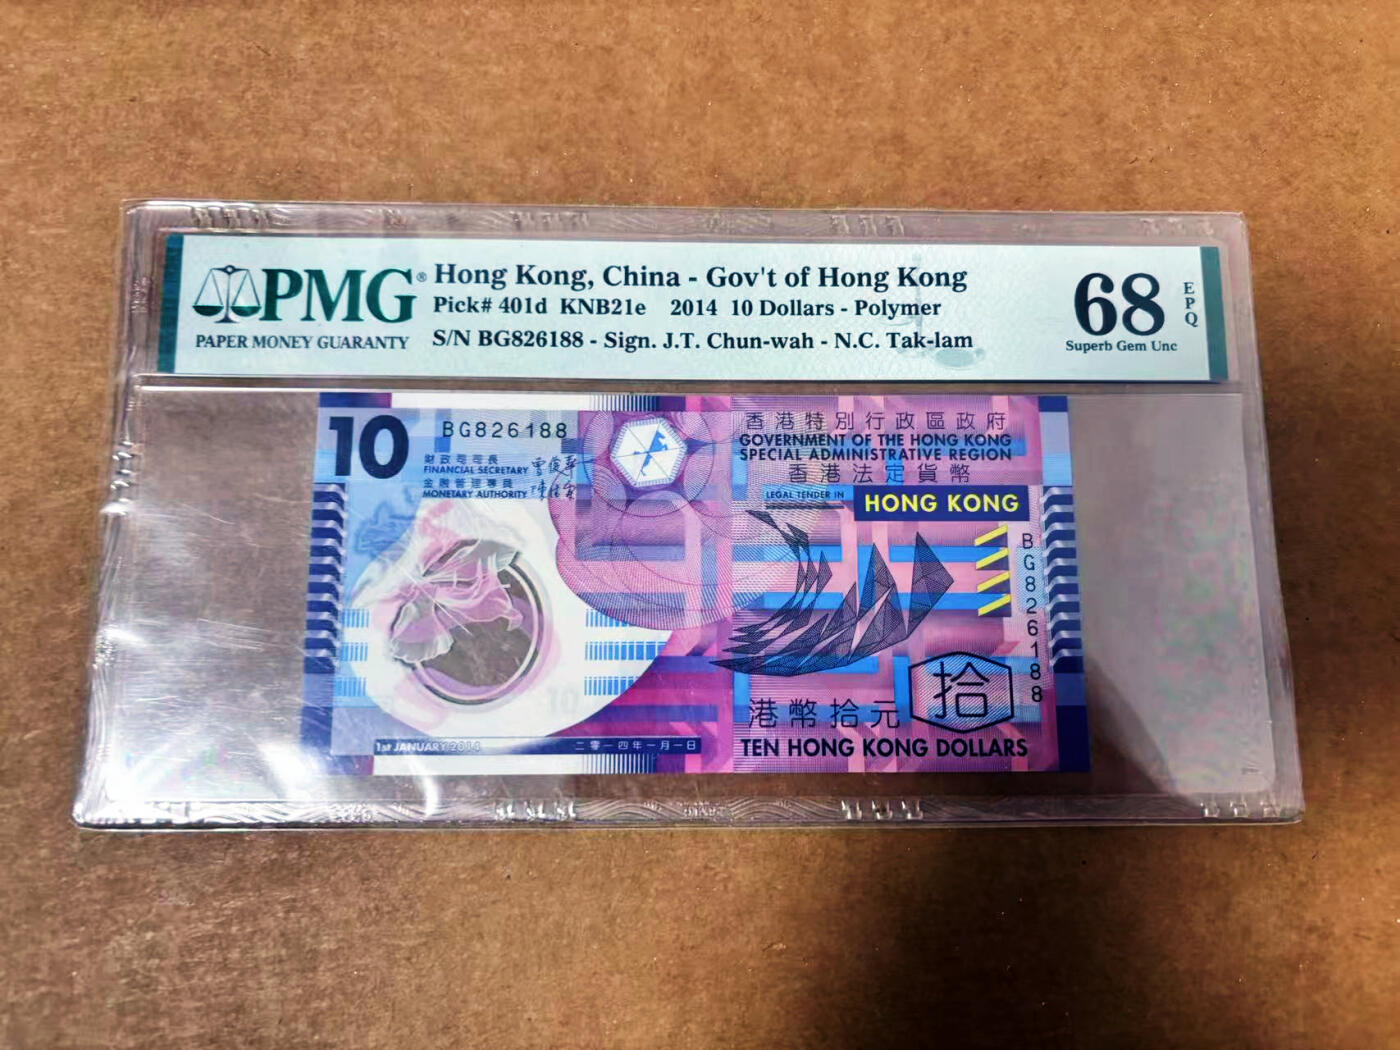 PMG®
PAPER MONEY GUARANTY
Hong Kong, China - Gov't of Hong Kong
Pick# 401d KNB21e 2014 10 Dollars - Polymer
S/N BG826188 - Sign. J.T. Chun-wah - N.C. Tak-lam
68
EPQ
Superb Gem Unc
10
BG826188
財政司司長
FINANCIAL SECRETARY
金融管理專員
MONETARY AUTHORITY
香港特別行政區政府
GOVERNMENT OF THE HONG KONG
SPECIAL ADMINISTRATIVE REGION
香港法定貨幣
LEGAL TENDER IN
HONG KONG
BG826188
拾
10
港幣拾元
TEN HONG KONG DOLLARS
1st JANUARY 2014
二零一四年一月一日